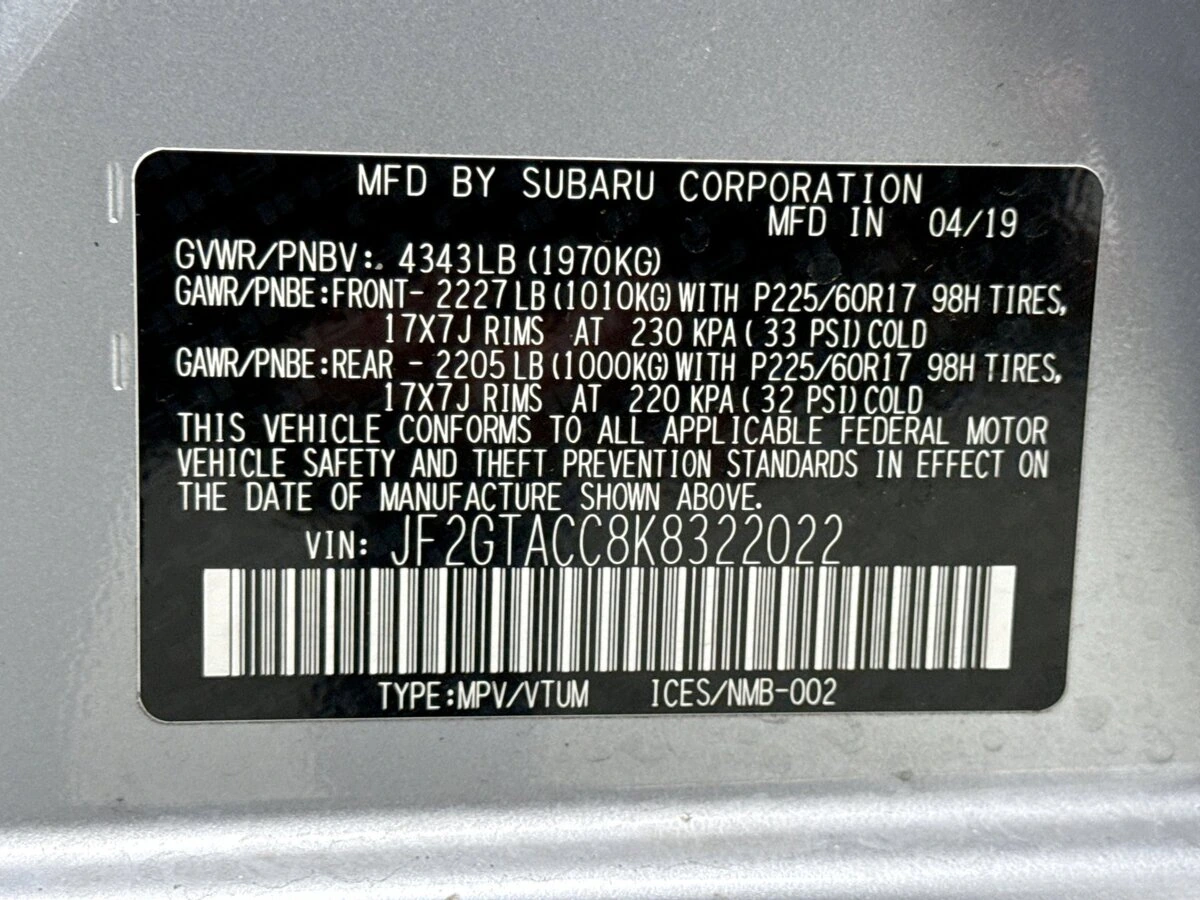 MFD BY SUBARU CORPORATION
MFD IN 04/19
GVWR/PNBV: 4343LB (1970KG)
GAWR/PNBE:FRONT- 2227 LB (1010KG) WITH P225/60R17 98H TIRES,
17X7J RIMS AT 230 KPA ( 33 PSI) COLD
GAWR/PNBE:REAR - 2205 LB (1000KG) WITH P225/60R17 98H TIRES,
17X7J RIMS AT 220 KPA ( 32 PSI) COLD
THIS VEHICLE CONFORMS TO ALL APPLICABLE FEDERAL MOTOR
VEHICLE SAFETY AND THEFT PREVENTION STANDARDS IN EFFECT ON
THE DATE OF MANUFACTURE SHOWN ABOVE.
VIN: JF2GTACC8K8322022
TYPE:MPV/VTUM ICES/NMB-002